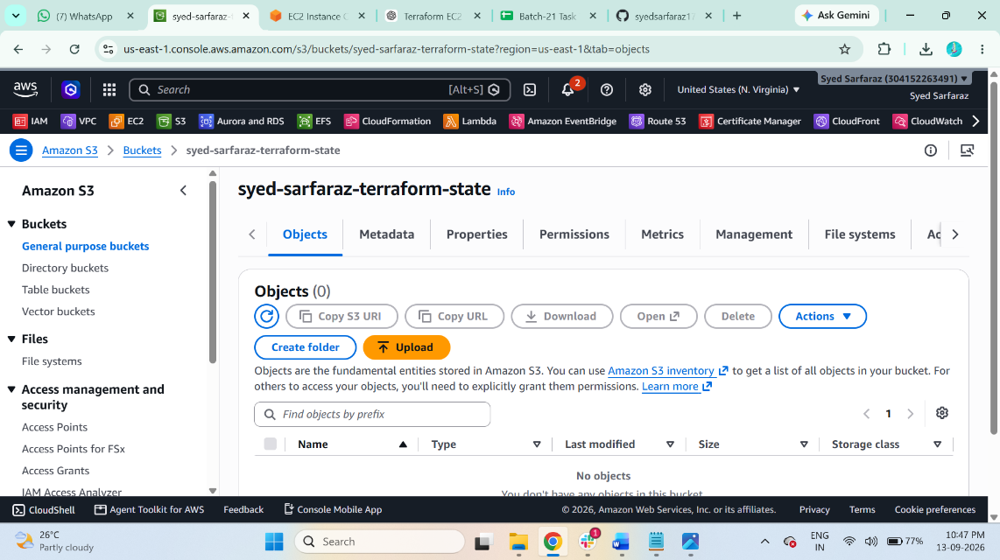 (7) WhatsApp
syed-sarfaraz-
EC2 Instance C
Terraform EC2
Batch-21 Task
syedsarfaraz17
Ask Gemini
us-east-1.console.aws.amazon.com/s3/buckets/syed-sarfaraz-terraform-state?region=us-east-1&tab=objects
aws
Search [Alt+S]
2
United States (N. Virginia) ▼
Syed Sarfaraz (304152263491) ▼
Syed Sarfaraz
IAM VPC EC2 S3 Aurora and RDS EFS CloudFormation Lambda Amazon EventBridge Route 53 Certificate Manager CloudFront CloudWatch
Amazon S3 > Buckets > syed-sarfaraz-terraform-state
Amazon S3
Buckets
General purpose buckets
Directory buckets
Table buckets
Vector buckets
Files
File systems
Access management and
security
Access Points
Access Points for FSx
Access Grants
IAM Access Analyzer
syed-sarfaraz-terraform-state Info
Objects Metadata Properties Permissions Metrics Management File systems Ac
Objects (0)
Copy S3 URI Copy URL Download Open Delete Actions ▼
Create folder Upload
Objects are the fundamental entities stored in Amazon S3. You can use Amazon S3 inventory to get a list of all objects in your bucket. For
others to access your objects, you'll need to explicitly grant them permissions. Learn more
Find objects by prefix
1
Name Type Last modified Size Storage class
No objects
You don't have any objects in this bucket.
CloudShell Agent Toolkit for AWS Feedback Console Mobile App © 2026, Amazon Web Services, Inc. or its affiliates. Privacy Terms Cookie preferences
26°C
Partly cloudy
Search
1
ENG
IN
77%
10:47 PM
13-09-2026